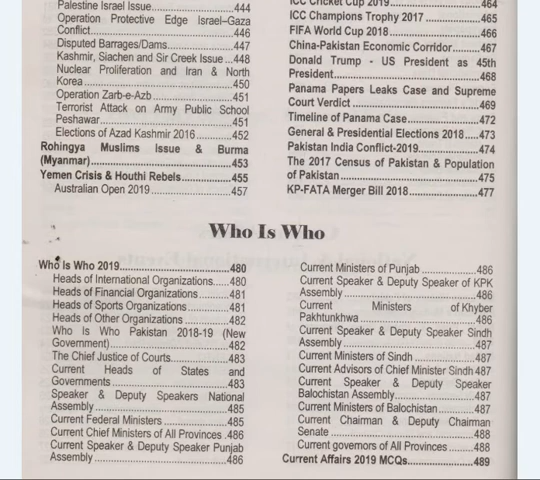 Palestine Israel Issue.....................444
Operation Protective Edge Israel–Gaza
Conflict............................................446
Disputed Barrages/Dams...............447
Kashmir, Siachen and Sir Creek Issue...448
Nuclear Proliferation and Iran & North
Korea...............................................450
Operation Zarb-e-Azb.....................451
Terrorist Attack on Army Public School
Peshawar.........................................451
Elections of Azad Kashmir 2016......452
Rohingya Muslims Issue & Burma
(Myanmar).........................................453
Yemen Crisis & Houthi Rebels..........455
Australian Open 2019......................457
ICC Cricket Cup 2019....................464
ICC Champions Trophy 2017............465
FIFA World Cup 2018.......................466
China-Pakistan Economic Corridor...467
Donald Trump - US President as 45th
President.........................................468
Panama Papers Leaks Case and Supreme
Court Verdict...................................469
Timeline of Panama Case.................472
General & Presidential Elections 2018....473
Pakistan India Conflict-2019..............474
The 2017 Census of Pakistan & Population
of Pakistan......................................475
KP-FATA Merger Bill 2018.................477
Who Is Who
Who Is Who 2019..............................480
Heads of International Organizations.....480
Heads of Financial Organizations.....481
Heads of Sports Organizations.........481
Heads of Other Organizations..........482
Who Is Who Pakistan 2018-19 (New
Government)...................................482
The Chief Justice of Courts..............483
Current Heads of States and
Governments..................................483
Speaker & Deputy Speakers National
Assembly........................................485
Current Federal Ministers.................485
Current Chief Ministers of All Provinces .486
Current Speaker & Deputy Speaker Punjab
Assembly........................................486
Current Ministers of Punjab ..............486
Current Speaker & Deputy Speaker of KPK
Assembly........................................486
Current Ministers of Khyber
Pakhtunkhwa..................................486
Current Speaker & Deputy Speaker Sindh
Assembly........................................487
Current Ministers of Sindh................487
Current Advisors of Chief Minister Sindh 487
Current Speaker & Deputy Speaker
Balochistan Assembly......................487
Current Ministers of Balochistan.......487
Current Chairman & Deputy Chairman
Senate............................................488
Current governors of All Provinces....488
Current Affairs 2019 MCQs.................489